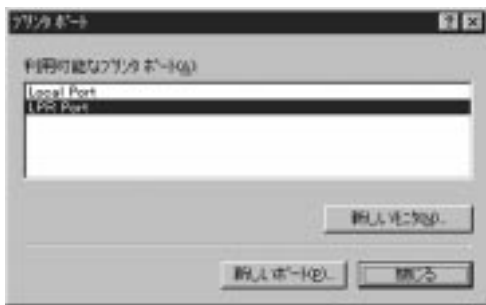 プリンタ ポート
利用可能なプリンタ ポート(A)
Local Port
LPR Port
新しいモニタ(M)...
新しいポート(P)...
閉じる